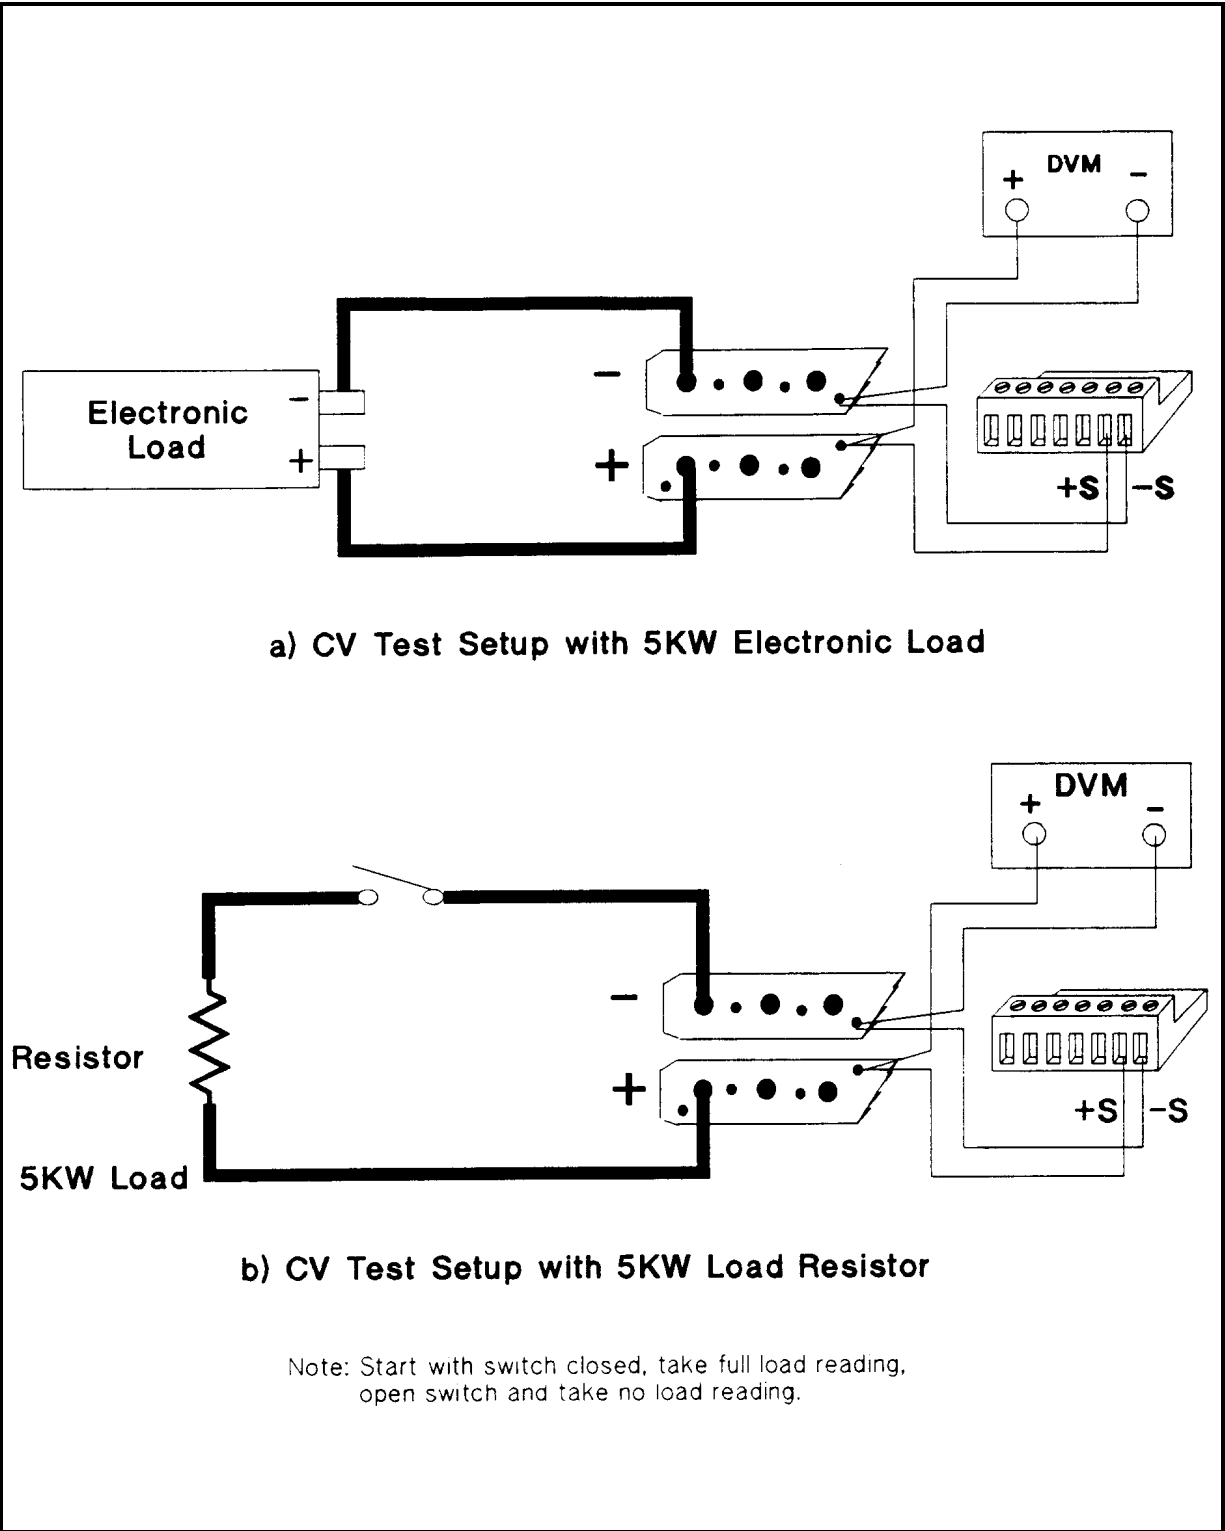 DVM
+ −
−
Electronic
Load
−
+
+
+S −S
a) CV Test Setup with 5KW Electronic Load
DVM
+ −
−
Resistor
+
+S −S
5KW Load
b) CV Test Setup with 5KW Load Resistor
Note: Start with switch closed, take full load reading,
open switch and take no load reading.